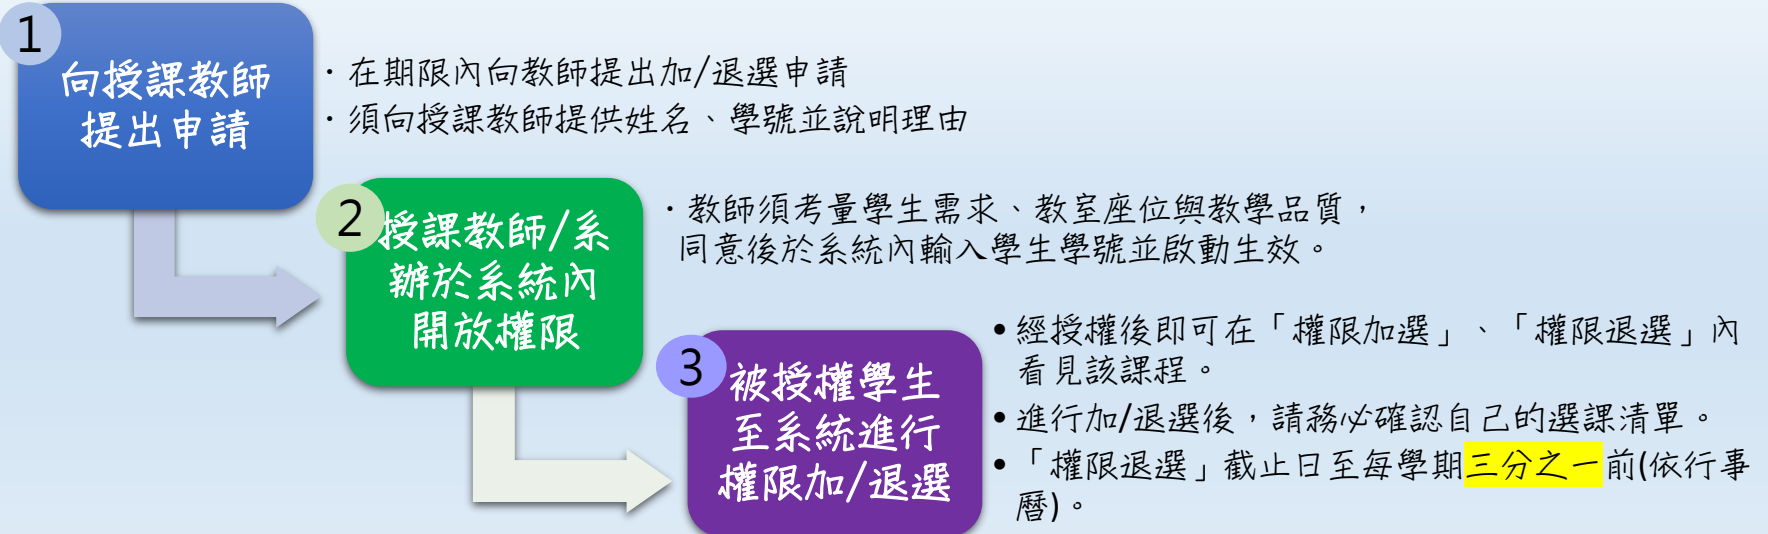 1
向授課教師
提出申請
·在期限內向教師提出加/退選申請
·須向授課教師提供姓名、學號並說明理由
2
授課教師/系
辦於系統內
開放權限
·教師須考量學生需求、教室座位與教學品質,
同意後於系統內輸入學生學號並啟動生效。
3
被授權學生
至系統進行
權限加/退選
•經授權後即可在「權限加選」、「權限退選」內
看見該課程。
•進行加/退選後,請務必確認自己的選課清單。
•「權限退選」截止日至每學期三分之一前(依行事
曆)。